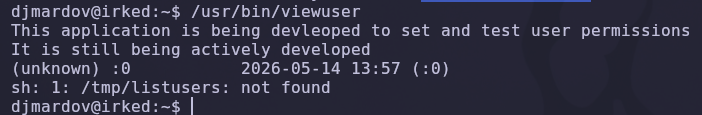 djmardov@irked:~$ /usr/bin/viewuser
This application is being devleoped to set and test user permissions
It is still being actively developed
(unknown) :0           2026-05-14 13:57 (:0)
sh: 1: /tmp/listusers: not found
djmardov@irked:~$